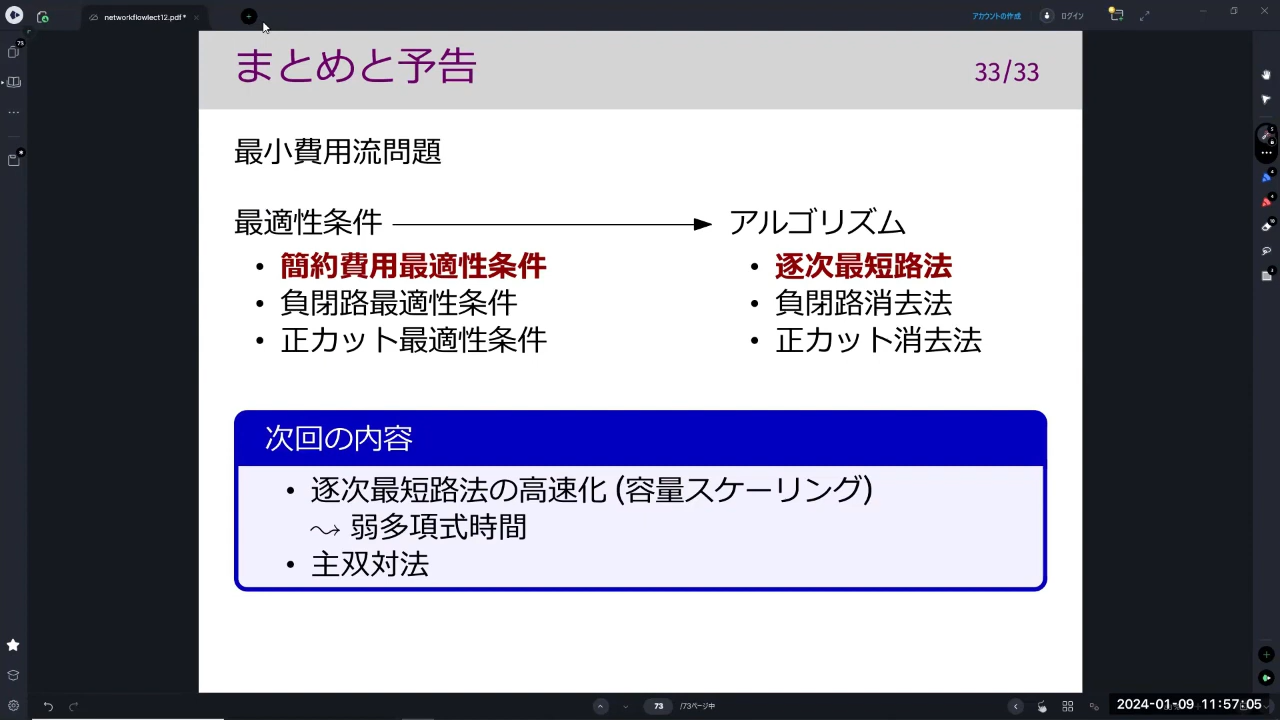 networkflowlect12.pdf*
アカウントの作成
ログイン
まとめと予告
33/33
最小費用流問題
最適性条件
アルゴリズム
• 簡約費用最適性条件
• 逐次最短路法
• 負閉路最適性条件
• 負閉路消去法
• 正カット最適性条件
• 正カット消去法
次回の内容
• 逐次最短路法の高速化 (容量スケーリング)
⤳ 弱多項式時間
• 主双対法
73
73
/73ページ中
2024-01-09 11:57:05